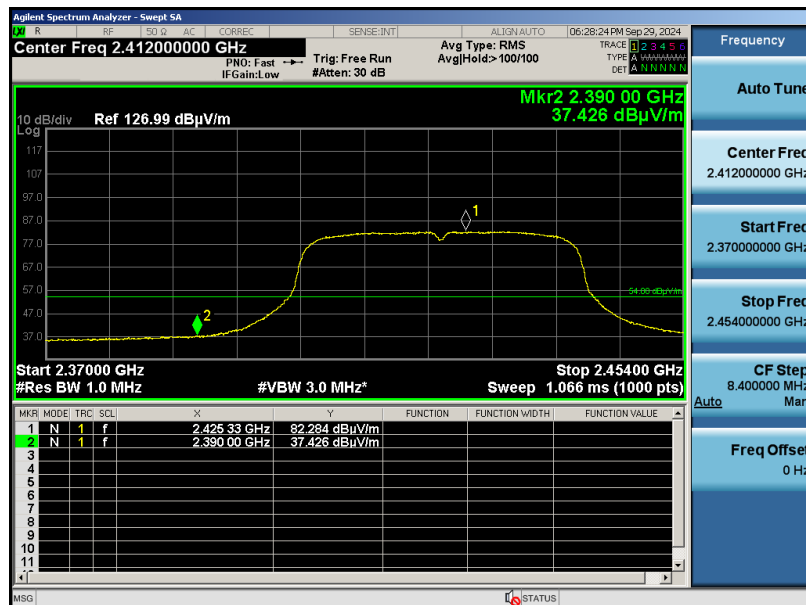 Agilent Spectrum Analyzer - Swept SA
LXI R RF 50 Ω AC CORREC SENSE:INT ALIGN AUTO 06:28:24 PM Sep 29, 2024
Center Freq 2.412000000 GHz
PNO: Fast
IFGain:Low
Trig: Free Run
#Atten: 30 dB
Avg Type: RMS
Avg|Hold:>100/100
TRACE 1 2 3 4 5 6
TYPE A WWWWW
DET A N N N N N
Mkr2 2.390 00 GHz
37.426 dBµV/m
10 dB/div Ref 126.99 dBµV/m
Log
117
107
97.0
87.0
77.0
67.0
57.0
47.0
37.0
1
2
54.00 dBµV/m
Start 2.37000 GHz Stop 2.45400 GHz
#Res BW 1.0 MHz #VBW 3.0 MHz* Sweep 1.066 ms (1000 pts)
MKR MODE TRC SCL X Y FUNCTION FUNCTION WIDTH FUNCTION VALUE
1 N 1 f 2.425 33 GHz 82.284 dBµV/m
2 N 1 f 2.390 00 GHz 37.426 dBµV/m
3
4
5
6
7
8
9
10
11
MSG STATUS
Frequency
Auto Tune
Center Freq
2.412000000 GHz
Start Freq
2.370000000 GHz
Stop Freq
2.454000000 GHz
CF Step
8.400000 MHz
Auto Man
Freq Offset
0 Hz